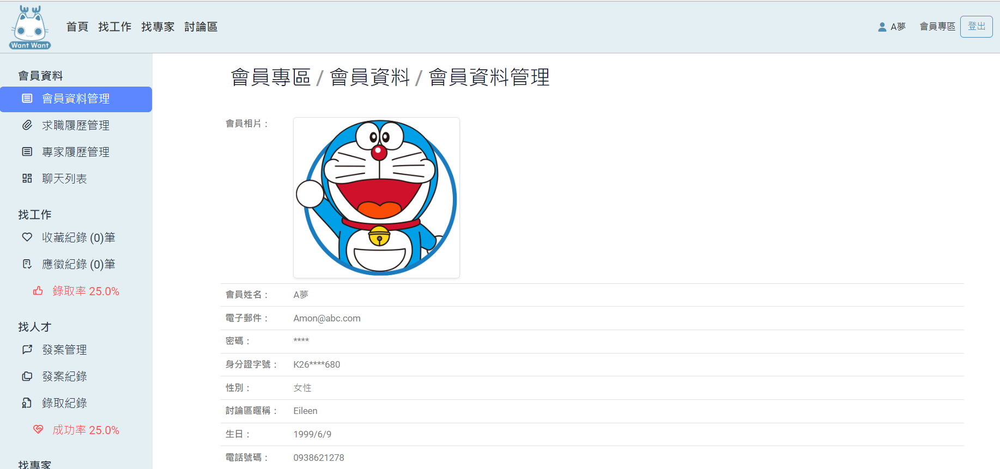 Want Want
首頁 找工作 找專家 討論區
A夢 會員專區 登出
會員資料
會員資料管理
求職履歷管理
專家履歷管理
聊天列表
找工作
收藏紀錄 (0)筆
應徵紀錄 (0)筆
錄取率 25.0%
找人才
發案管理
發案紀錄
錄取紀錄
成功率 25.0%
找專家
會員專區 / 會員資料 / 會員資料管理
會員相片：
會員姓名： A夢
電子郵件： Amon@abc.com
密碼： ****
身分證字號： K26****680
性別： 女性
討論區暱稱： Eileen
生日： 1999/6/9
電話號碼： 0938621278